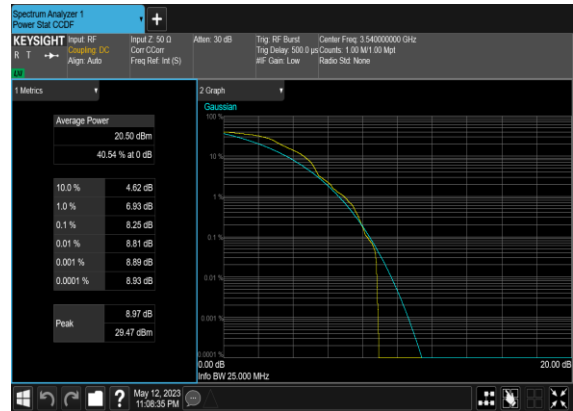 Spectrum Analyzer 1
Power Stat CCDF
+
KEYSIGHT
R T
LXI
Input: RF
Coupling: DC
Align: Auto
Input Z: 50 Ω
Corr CCorr
Freq Ref: Int (S)
Atten: 30 dB
Trig: RF Burst
Trig Delay: 500.0 µs
#IF Gain: Low
Center Freq: 3.540000000 GHz
Counts: 1.00 M/1.00 Mpt
Radio Std: None
1 Metrics
Average Power
20.50 dBm
40.54 % at 0 dB
10.0 % 4.62 dB
1.0 % 6.93 dB
0.1 % 8.25 dB
0.01 % 8.81 dB
0.001 % 8.89 dB
0.0001 % 8.93 dB
Peak
8.97 dB
29.47 dBm
2 Graph
Gaussian
100 %
10 %
1 %
0.1 %
0.01 %
0.001 %
0.0001 %
0.00 dB 20.00 dB
Info BW 25.000 MHz
?
May 12, 2023
11:08:35 PM